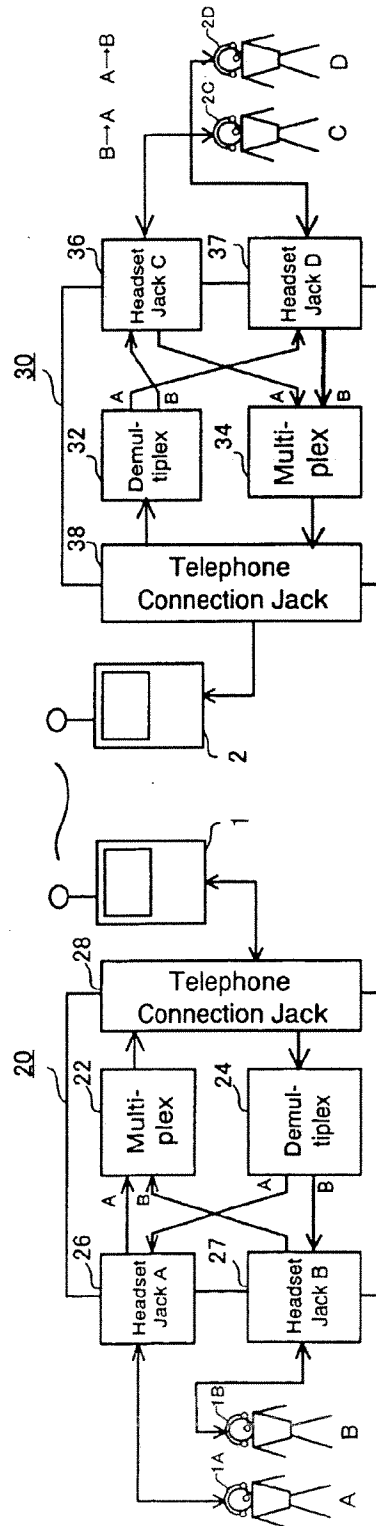 20
26
Headset
Jack A
27
Headset
Jack B
A
B
22
Multi-
plex
24
Demul-
tiplex
A
B
28
Telephone
Connection Jack
1A
A
1B
B
1
2
30
38
Telephone
Connection Jack
32
Demul-
tiplex
A
B
34
Multi-
plex
A
B
36
Headset
Jack C
37
Headset
Jack D
B→A
A→B
2C
C
2D
D